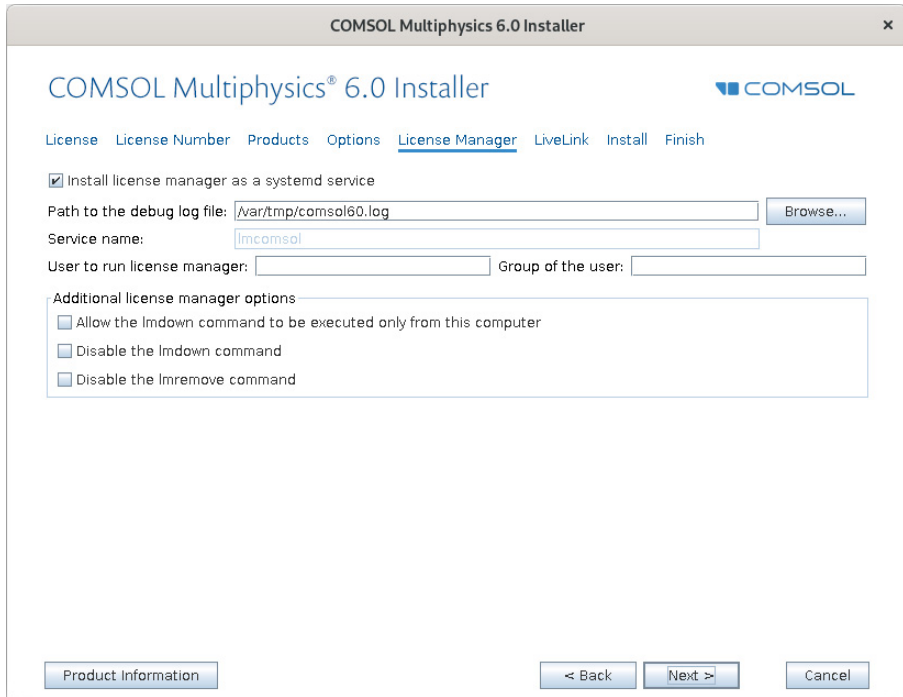 COMSOL Multiphysics 6.0 Installer ×
COMSOL Multiphysics® 6.0 Installer COMSOL
License License Number Products Options License Manager LiveLink Install Finish
Install license manager as a systemd service
Path to the debug log file: /var/tmp/comsol60.log Browse...
Service name: lmcomsol
User to run license manager: Group of the user:
Additional license manager options
Allow the lmdown command to be executed only from this computer
Disable the lmdown command
Disable the lmremove command
Product Information < Back Next > Cancel